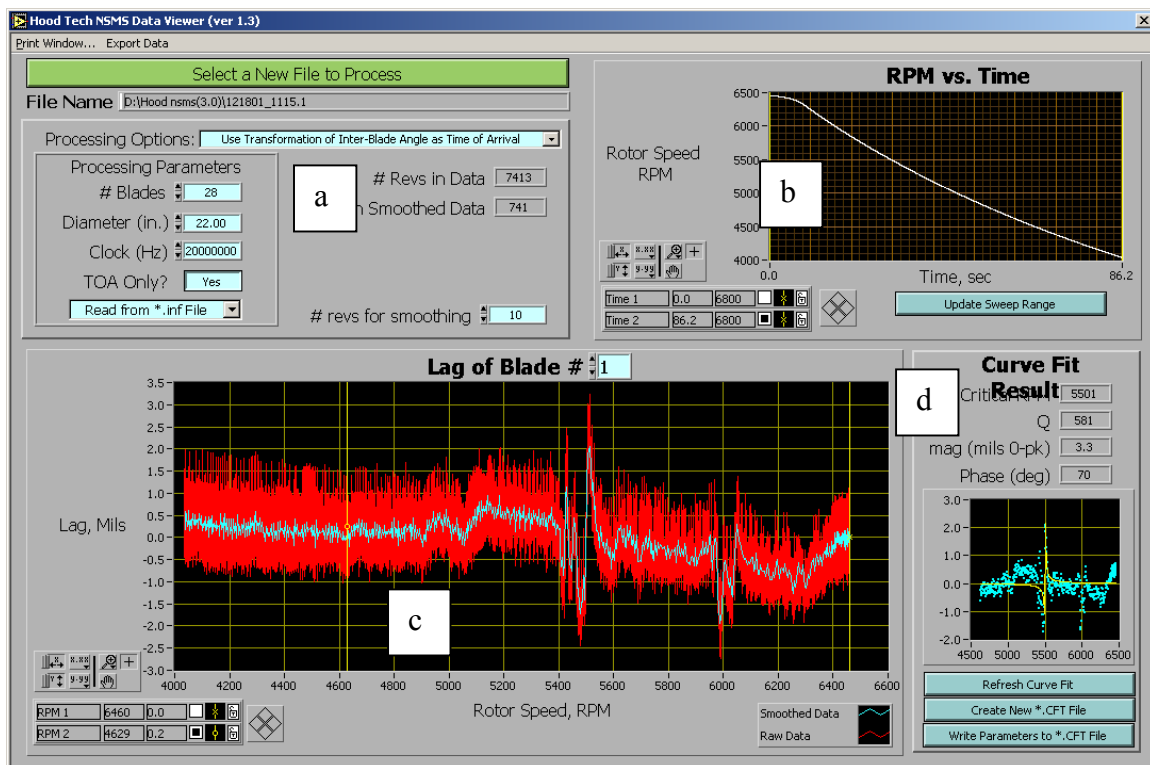 Hood Tech NSMS Data Viewer (ver 1.3)
Print Window... Export Data
Select a New File to Process
File Name D:\Hood nsms(3.0)\121801_1115.1
Processing Options: Use Transformation of Inter-Blade Angle as Time of Arrival
Processing Parameters
# Blades 28
Diameter (in.) 22.00
Clock (Hz) 20000000
TOA Only? Yes
Read from *.inf File
a
# Revs in Data 7413
Smoothed Data 741
# revs for smoothing 10
RPM vs. Time
Rotor Speed
RPM
6500
6000
5500
5000
4500
4000
b
0.0 Time, sec 86.2
Time 1 0.0 6800
Time 2 86.2 6800
Update Sweep Range
Lag of Blade # 1
Lag, Mils
3.5
3.0
2.5
2.0
1.5
1.0
0.5
0.0
-0.5
-1.0
-1.5
-2.0
-2.5
-3.0
c
4000 4200 4400 4600 4800 5000 5200 5400 5600 5800 6000 6200 6400 6600
Rotor Speed, RPM
RPM 1 6460 0.0
RPM 2 4629 0.2
Smoothed Data
Raw Data
d
Curve Fit
Result
Critical RPM 5501
Q 581
mag (mils 0-pk) 3.3
Phase (deg) 70
3.0
2.0
1.0
0.0
-1.0
-2.0
4500 5000 5500 6000 6500
Refresh Curve Fit
Create New *.CFT File
Write Parameters to *.CFT File